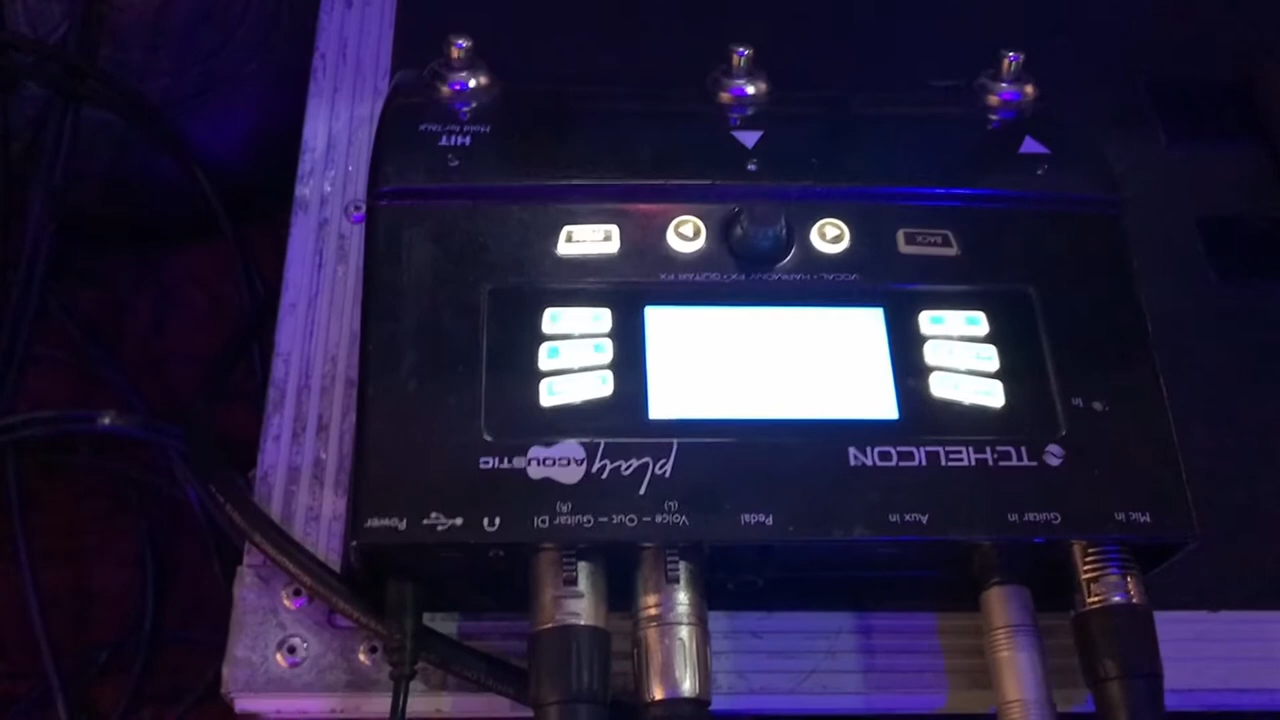 Mic in
Guitar in
Aux in
Pedal
Voice – Out – Guitar DI
(L)
(R)
Power
TC·HELICON
play ACOUSTIC
In
VOCAL • HARMONY FX • GUITAR FX
BACK
HIT
Hold for Talk